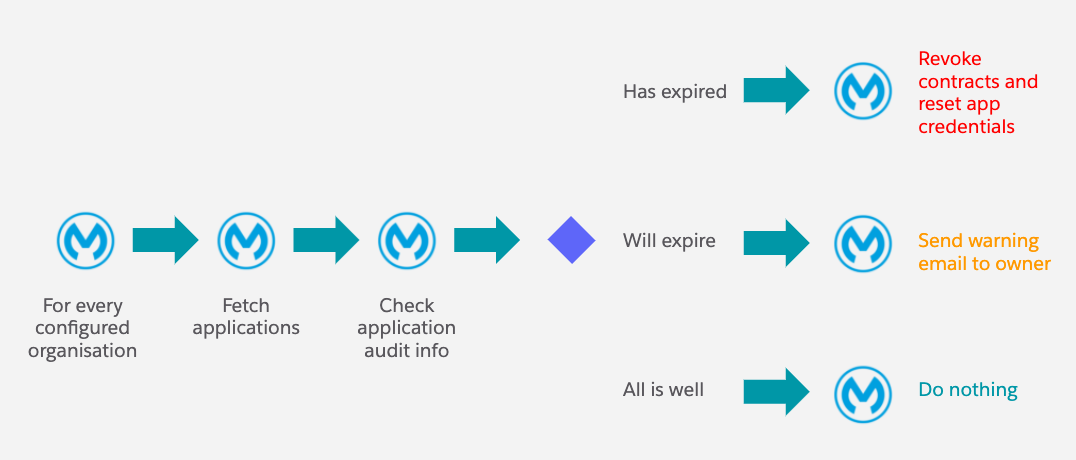 For every
configured
organisation
Fetch
applications
Check
application
audit info
Has expired
Revoke
contracts and
reset app
credentials
Will expire
Send warning
email to owner
All is well
Do nothing